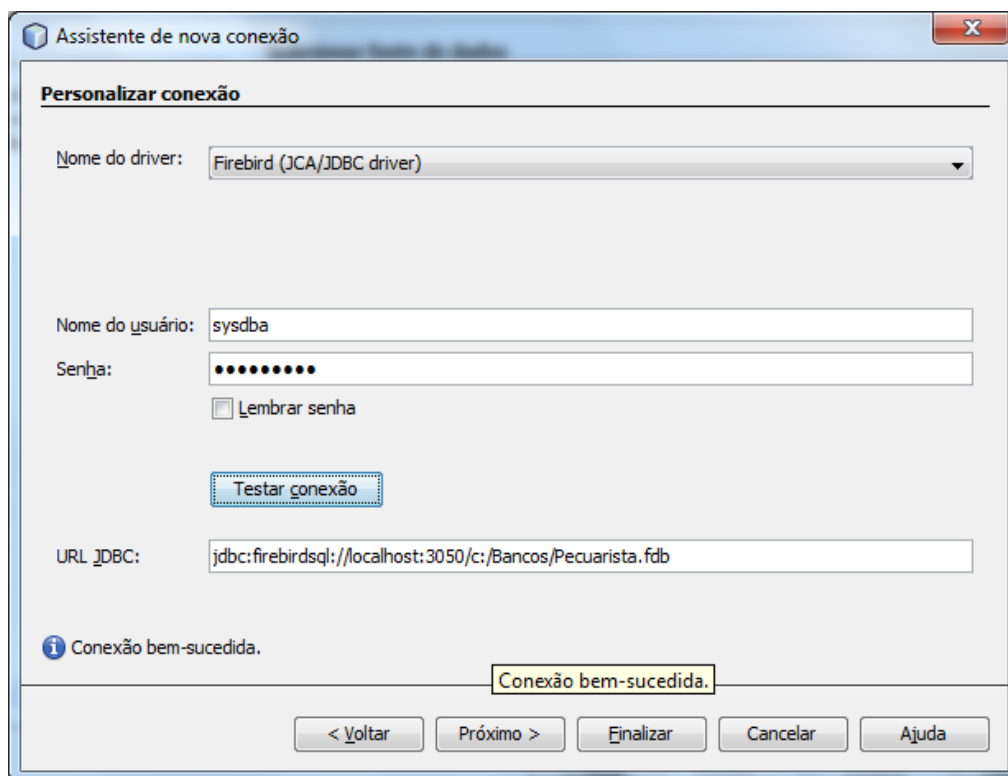 Assistente de nova conexão
Personalizar conexão
Nome do driver: Firebird (JCA/JDBC driver)
Nome do usuário: sysdba
Senha: •••••••••
Lembrar senha
Testar conexão
URL JDBC: jdbc:firebirdsql://localhost:3050/c:/Bancos/Pecuarista.fdb
Conexão bem-sucedida.
Conexão bem-sucedida.
< Voltar Próximo > Finalizar Cancelar Ajuda